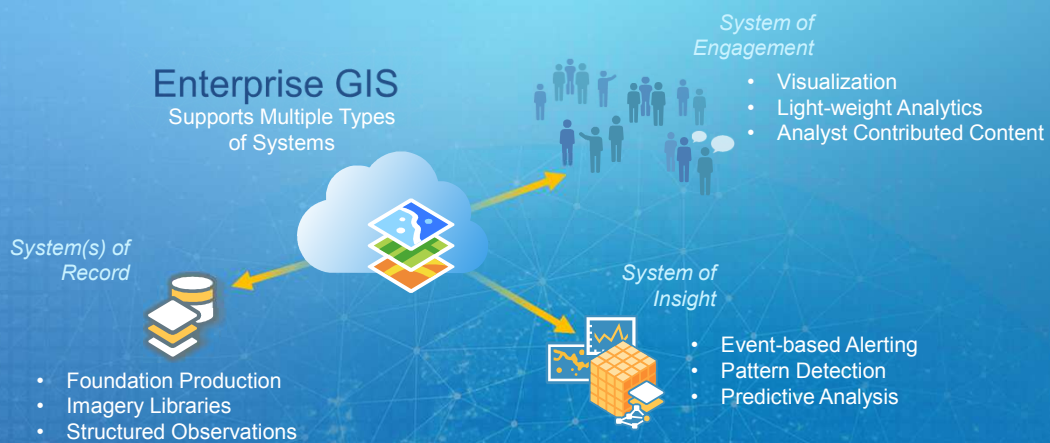 Enterprise GIS
Supports Multiple Types
of Systems
System of
Engagement
• Visualization
• Light-weight Analytics
• Analyst Contributed Content
System(s) of
Record
• Foundation Production
• Imagery Libraries
• Structured Observations
System of
Insight
• Event-based Alerting
• Pattern Detection
• Predictive Analysis